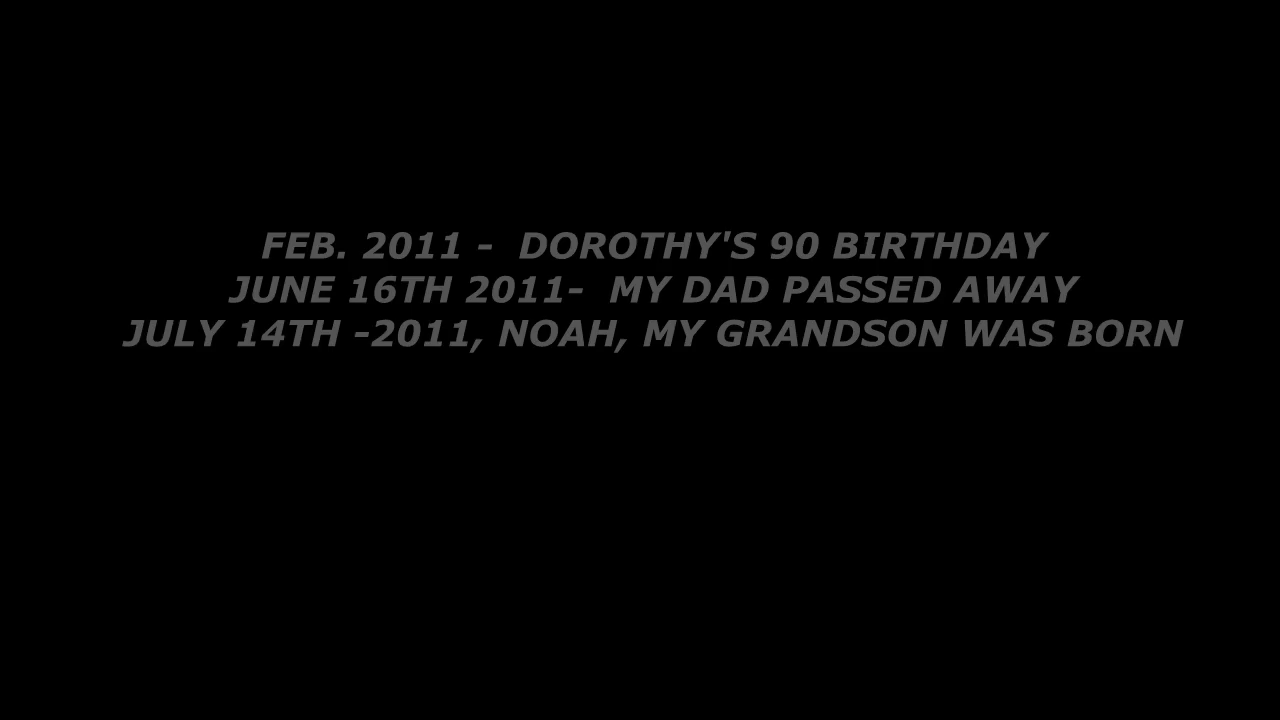 FEB. 2011 -  DOROTHY'S 90 BIRTHDAY
JUNE 16TH 2011-  MY DAD PASSED AWAY
JULY 14TH -2011, NOAH, MY GRANDSON WAS BORN